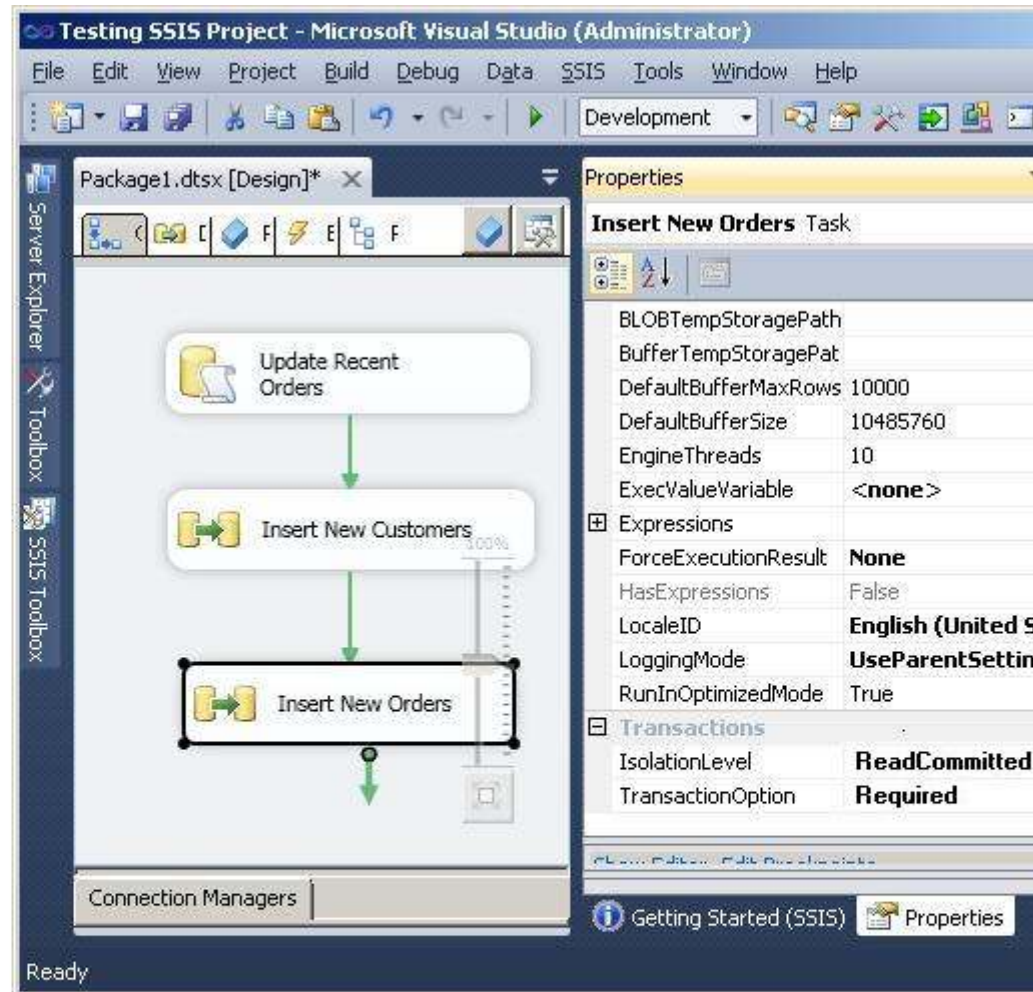 Testing SSIS Project - Microsoft Visual Studio (Administrator)
File Edit View Project Build Debug Data SSIS Tools Window Help
Development
Server Explorer
Toolbox
SSIS Toolbox
Package1.dtsx [Design]*
F E F
Update Recent
Orders
Insert New Customers
100%
Insert New Orders
Connection Managers
Properties
Insert New Orders Task
BLOBTempStoragePath
BufferTempStoragePat
DefaultBufferMaxRows 10000
DefaultBufferSize 10485760
EngineThreads 10
ExecValueVariable <none>
Expressions
ForceExecutionResult None
HasExpressions False
LocaleID English (United S
LoggingMode UseParentSettin
RunInOptimizedMode True
Transactions
IsolationLevel ReadCommitted
TransactionOption Required
Getting Started (SSIS) Properties
Ready